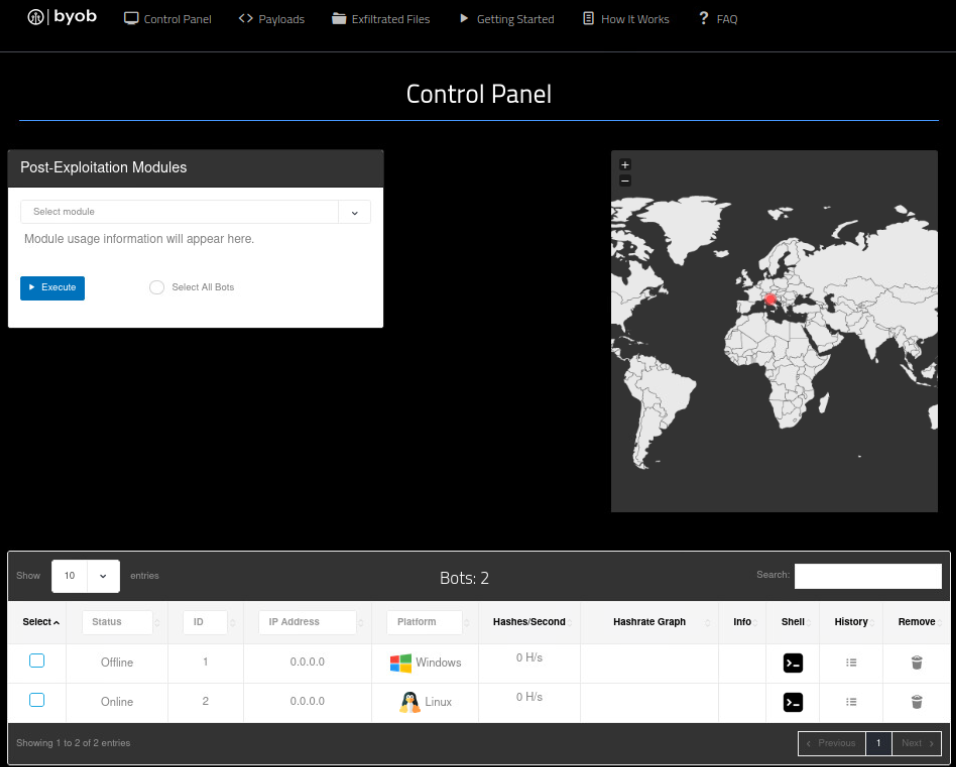 byob Control Panel Payloads Exfiltrated Files Getting Started How It Works FAQ
Control Panel
Post-Exploitation Modules
Select module
Module usage information will appear here.
Execute Select All Bots
+
−
Show 10 entries Bots: 2 Search:
Select Status ID IP Address Platform Hashes/Second Hashrate Graph Info Shell History Remove
Offline 1 0.0.0.0 Windows 0 H/s
Online 2 0.0.0.0 Linux 0 H/s
Showing 1 to 2 of 2 entries ‹ Previous 1 Next ›